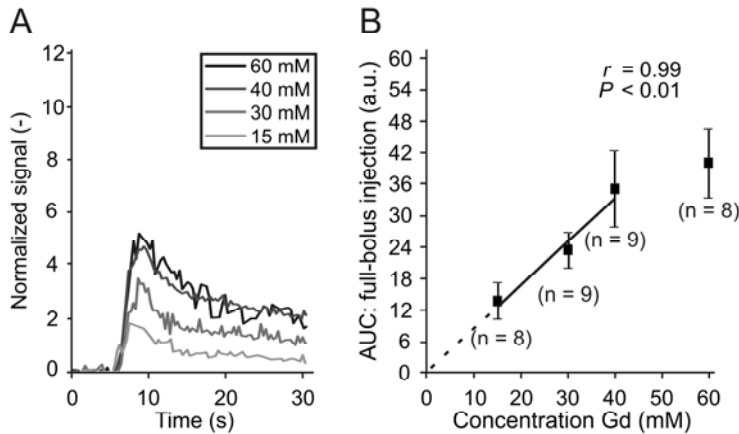 A
B
12
10
8
6
4
2
0
0
10
20
30
Normalized signal (-)
Time (s)
60 mM
40 mM
30 mM
15 mM
60
54
48
42
36
30
24
18
12
6
0
0
10
20
30
40
50
60
AUC: full-bolus injection (a.u.)
Concentration Gd (mM)
r = 0.99
P < 0.01
(n = 8)
(n = 9)
(n = 9)
(n = 8)